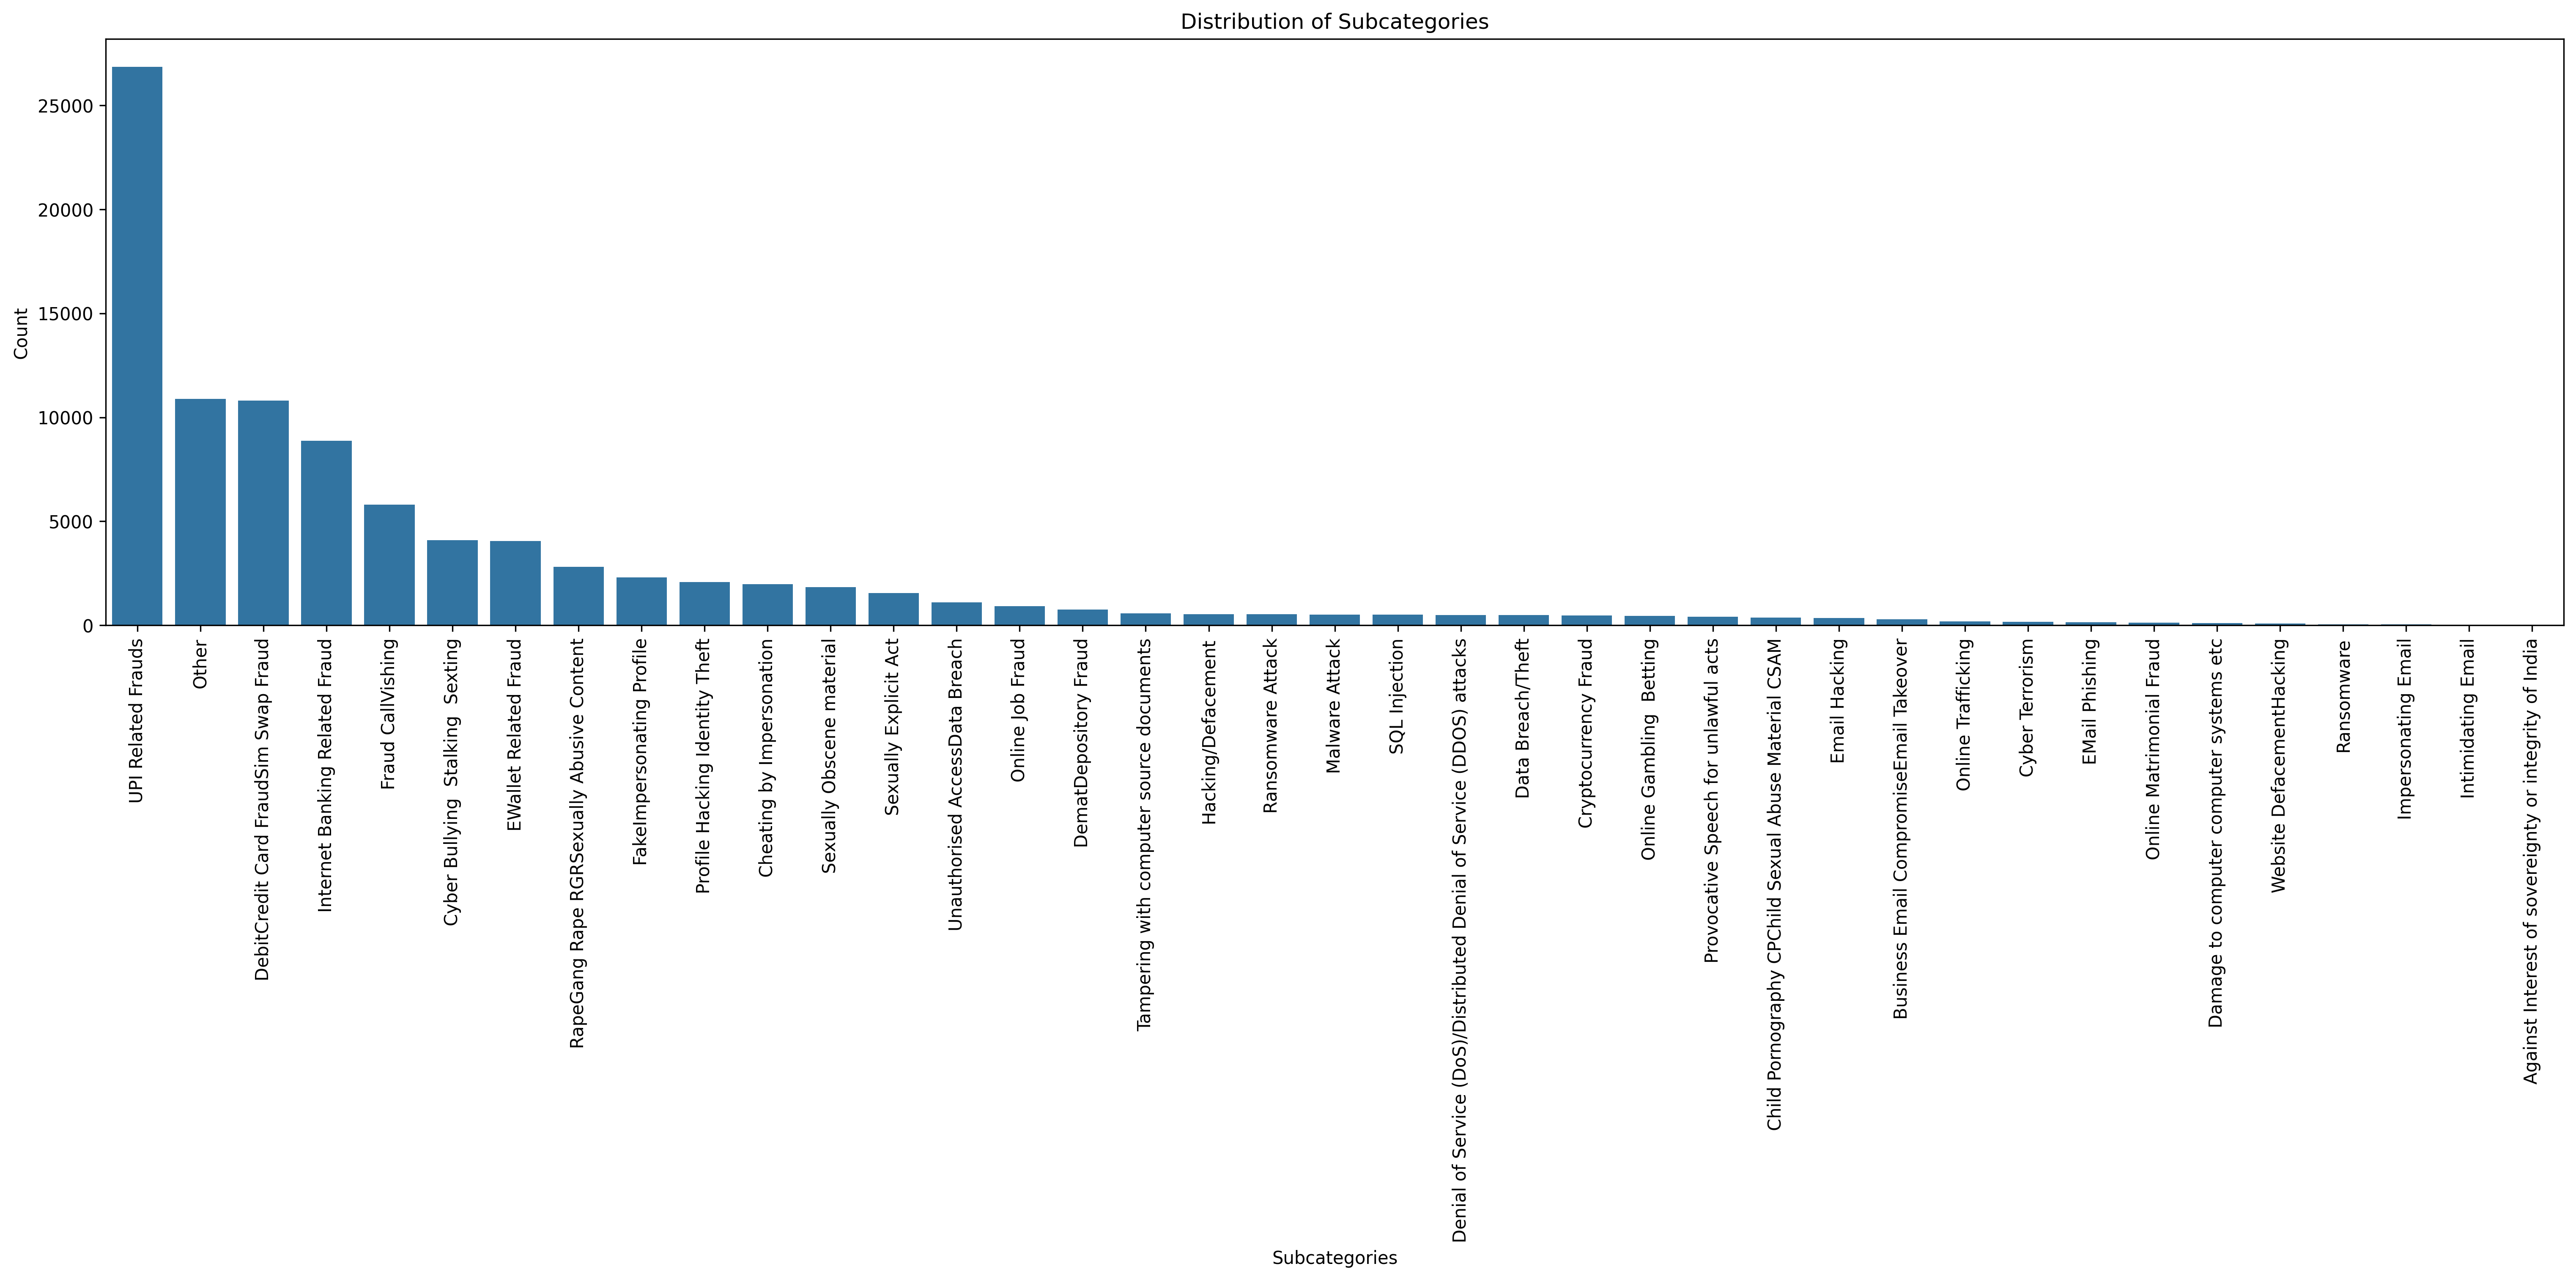 Distribution of Subcategories
Count
25000
20000
15000
10000
5000
0
UPI Related Frauds
Other
DebitCredit Card FraudSim Swap Fraud
Internet Banking Related Fraud
Fraud CallVishing
Cyber Bullying  Stalking  Sexting
EWallet Related Fraud
RapeGang Rape RGRSexually Abusive Content
FakeImpersonating Profile
Profile Hacking Identity Theft
Cheating by Impersonation
Sexually Obscene material
Sexually Explicit Act
Unauthorised AccessData Breach
Online Job Fraud
DematDepository Fraud
Tampering with computer source documents
Hacking/Defacement
Ransomware Attack
Malware Attack
SQL Injection
Denial of Service (DoS)/Distributed Denial of Service (DDOS) attacks
Data Breach/Theft
Cryptocurrency Fraud
Online Gambling  Betting
Provocative Speech for unlawful acts
Child Pornography CPChild Sexual Abuse Material CSAM
Email Hacking
Business Email CompromiseEmail Takeover
Online Trafficking
Cyber Terrorism
EMail Phishing
Online Matrimonial Fraud
Damage to computer computer systems etc
Website DefacementHacking
Ransomware
Impersonating Email
Intimidating Email
Against Interest of sovereignty or integrity of India
Subcategories